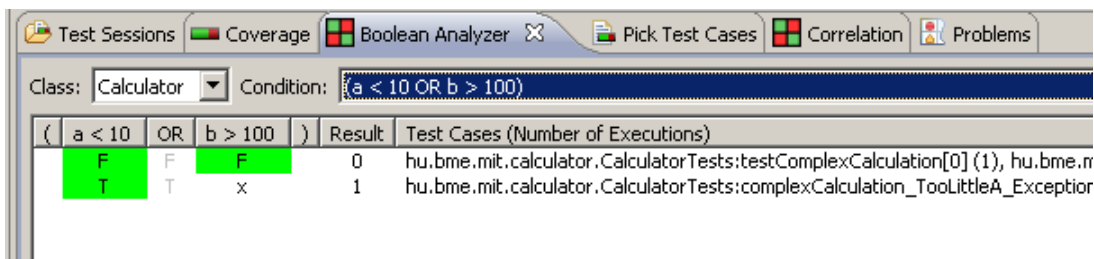 Test Sessions Coverage Boolean Analyzer Pick Test Cases Correlation Problems
Class: Calculator Condition: (a < 10 OR b > 100)
( a < 10 OR b > 100 ) Result Test Cases (Number of Executions)
F F F 0 hu.bme.mit.calculator.CalculatorTests:testComplexCalculation[0] (1), hu.bme.m
T T x 1 hu.bme.mit.calculator.CalculatorTests:complexCalculation_TooLittleA_Exception